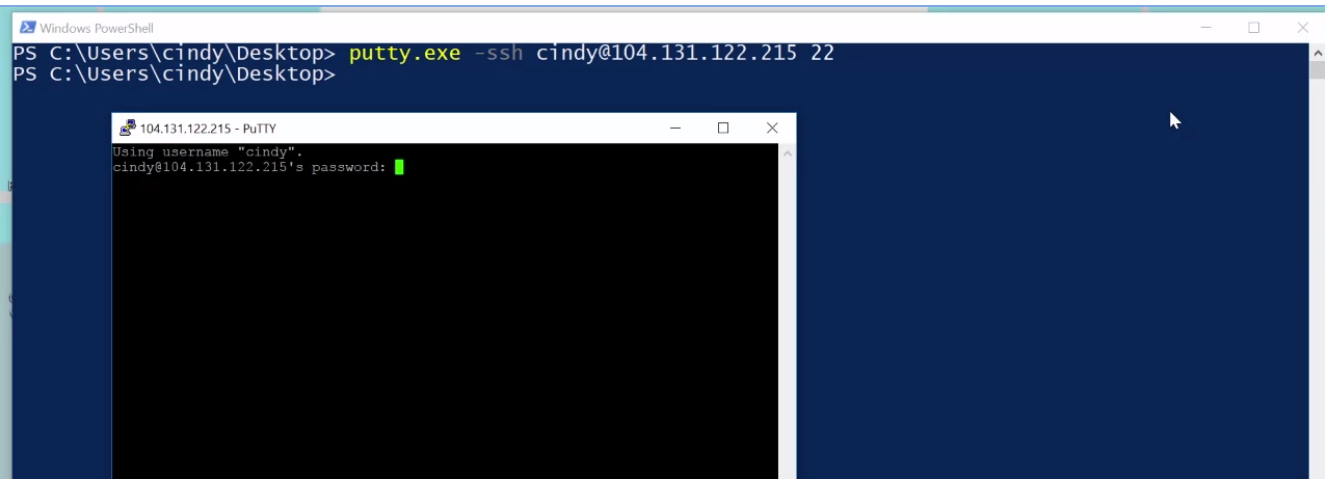 Windows PowerShell
PS C:\Users\cindy\Desktop> putty.exe -ssh cindy@104.131.122.215 22
PS C:\Users\cindy\Desktop>
104.131.122.215 - PuTTY
Using username "cindy".
cindy@104.131.122.215's password: